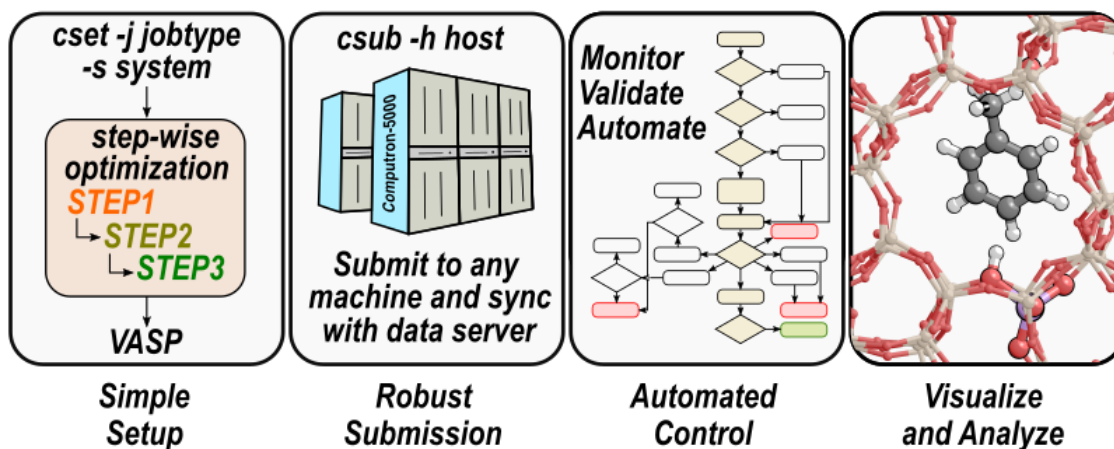 cset -j jobtype
-s system
step-wise
optimization
STEP1
STEP2
STEP3
VASP
Simple
Setup
csub -h host
Computron-5000
Submit to any
machine and sync
with data server
Robust
Submission
Monitor
Validate
Automate
Automated
Control
Visualize
and Analyze